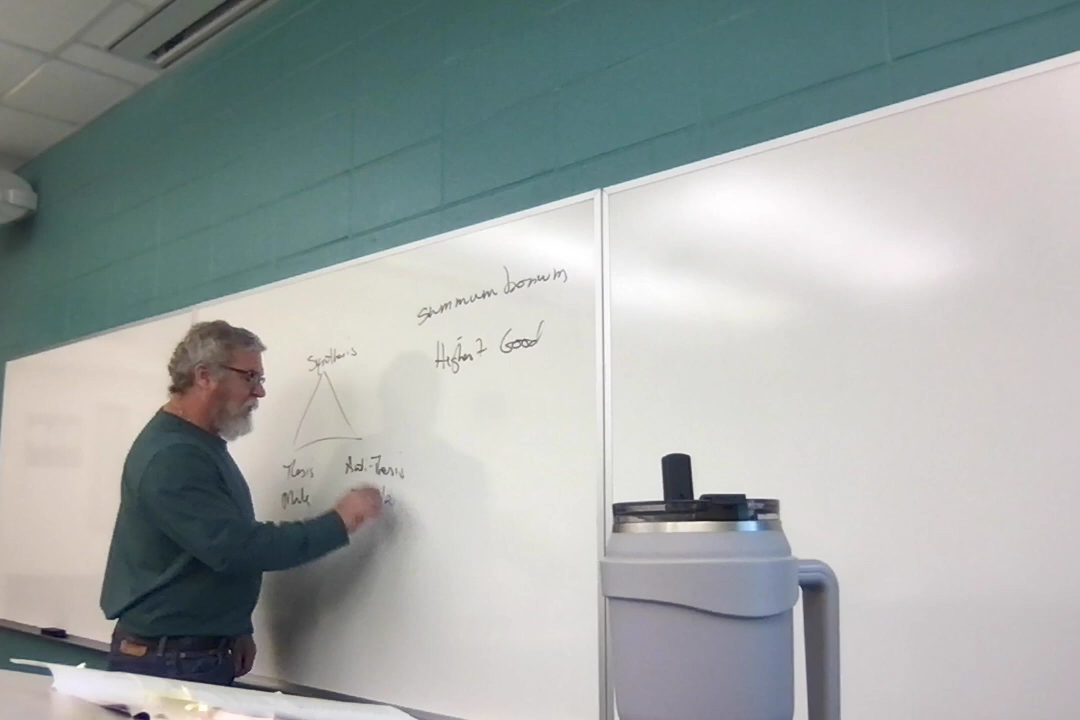 summum bonum
Highest Good
Synthesis
Thesis Anti-Thesis
Male